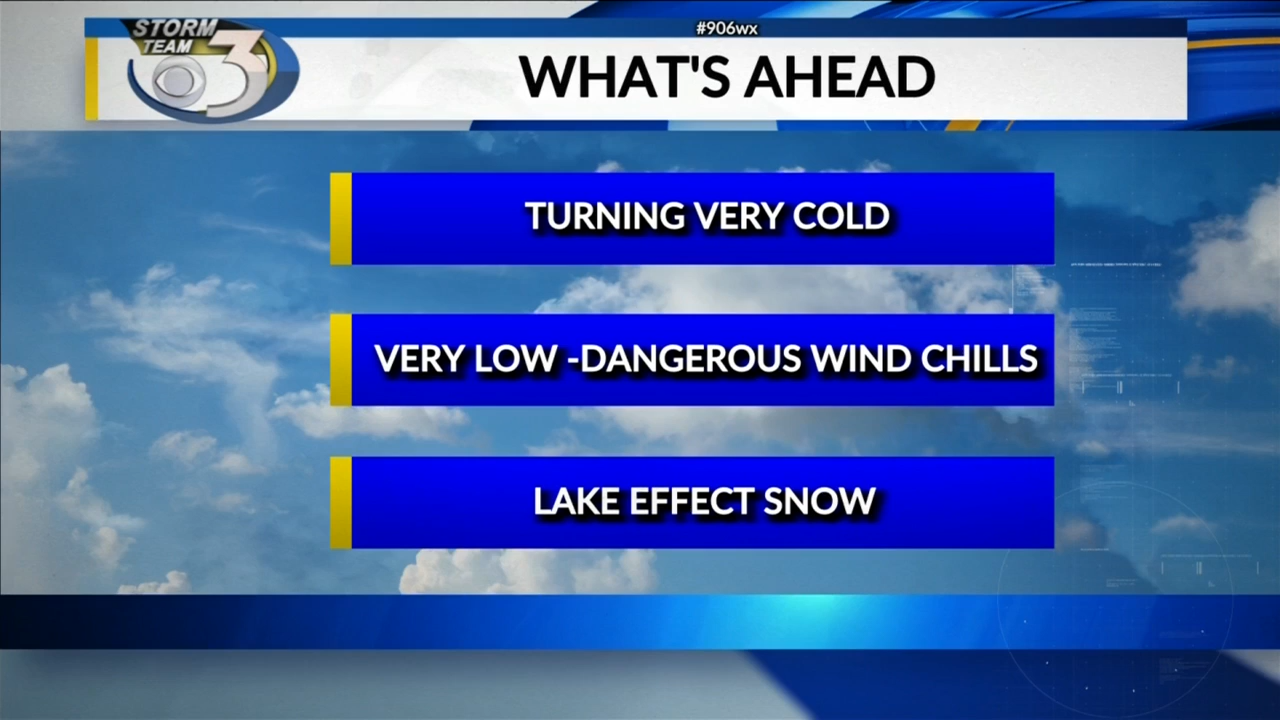 STORM
TEAM
3
#906wx
WHAT'S AHEAD
TURNING VERY COLD
VERY LOW -DANGEROUS WIND CHILLS
LAKE EFFECT SNOW